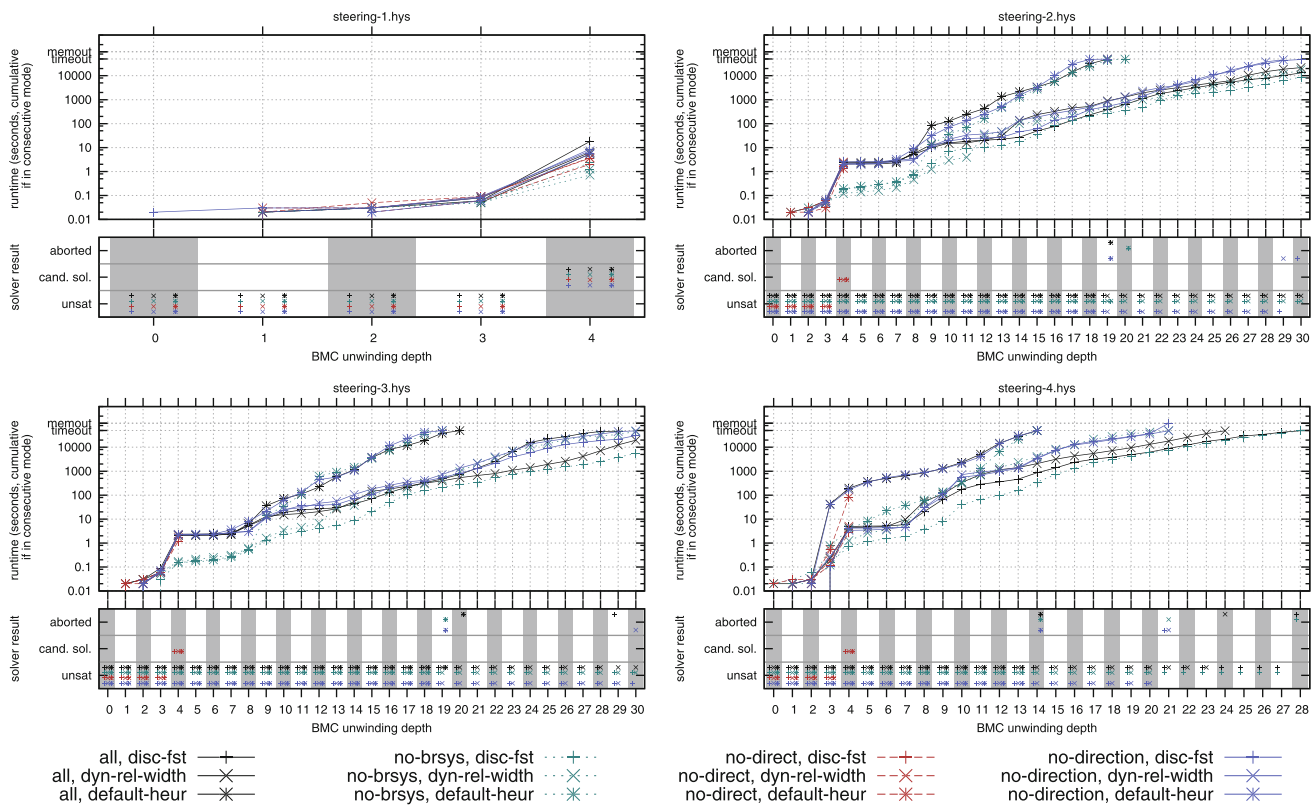 steering-1.hys
memout
timeout
10000
1000
100
10
1
0.1
0.01
runtime (seconds, cumulative
if in consecutive mode)
aborted
cand. sol.
unsat
solver result
0 1 2 3 4
BMC unwinding depth
steering-2.hys
memout
timeout
10000
1000
100
10
1
0.1
0.01
runtime (seconds, cumulative
if in consecutive mode)
aborted
cand. sol.
unsat
solver result
0 1 2 3 4 5 6 7 8 9 10 11 12 13 14 15 16 17 18 19 20 21 22 23 24 25 26 27 28 29 30
BMC unwinding depth
steering-3.hys
memout
timeout
10000
1000
100
10
1
0.1
0.01
runtime (seconds, cumulative
if in consecutive mode)
aborted
cand. sol.
unsat
solver result
0 1 2 3 4 5 6 7 8 9 10 11 12 13 14 15 16 17 18 19 20 21 22 23 24 25 26 27 28 29 30
BMC unwinding depth
steering-4.hys
memout
timeout
10000
1000
100
10
1
0.1
0.01
runtime (seconds, cumulative
if in consecutive mode)
aborted
cand. sol.
unsat
solver result
0 1 2 3 4 5 6 7 8 9 10 11 12 13 14 15 16 17 18 19 20 21 22 23 24 25 26 27 28
BMC unwinding depth
all, disc-fst
all, dyn-rel-width
all, default-heur
no-brsys, disc-fst
no-brsys, dyn-rel-width
no-brsys, default-heur
no-direct, disc-fst
no-direct, dyn-rel-width
no-direct, default-heur
no-direction, disc-fst
no-direction, dyn-rel-width
no-direction, default-heur